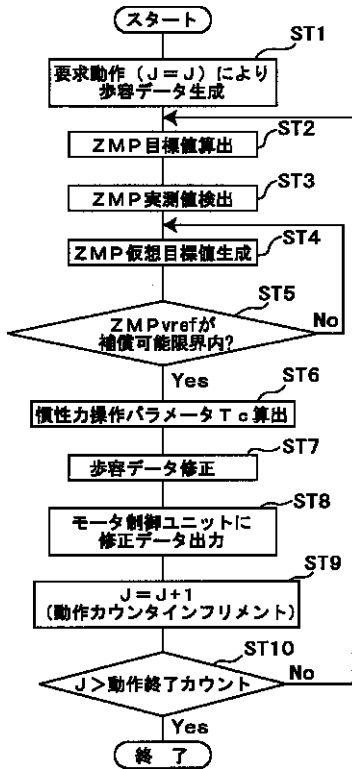 スタート
ST1
要求動作(J=J)により
歩容データ生成
ST2
ZMP目標値算出
ST3
ZMP実測値検出
ST4
ZMP仮想目標値生成
ST5
ZMPvrefが
補償可能限界内?
No
Yes
ST6
慣性力操作パラメータTc算出
ST7
歩容データ修正
ST8
モータ制御ユニットに
修正データ出力
ST9
J=J+1
(動作カウンタインフリメント)
ST10
J>動作終了カウント
No
Yes
終了